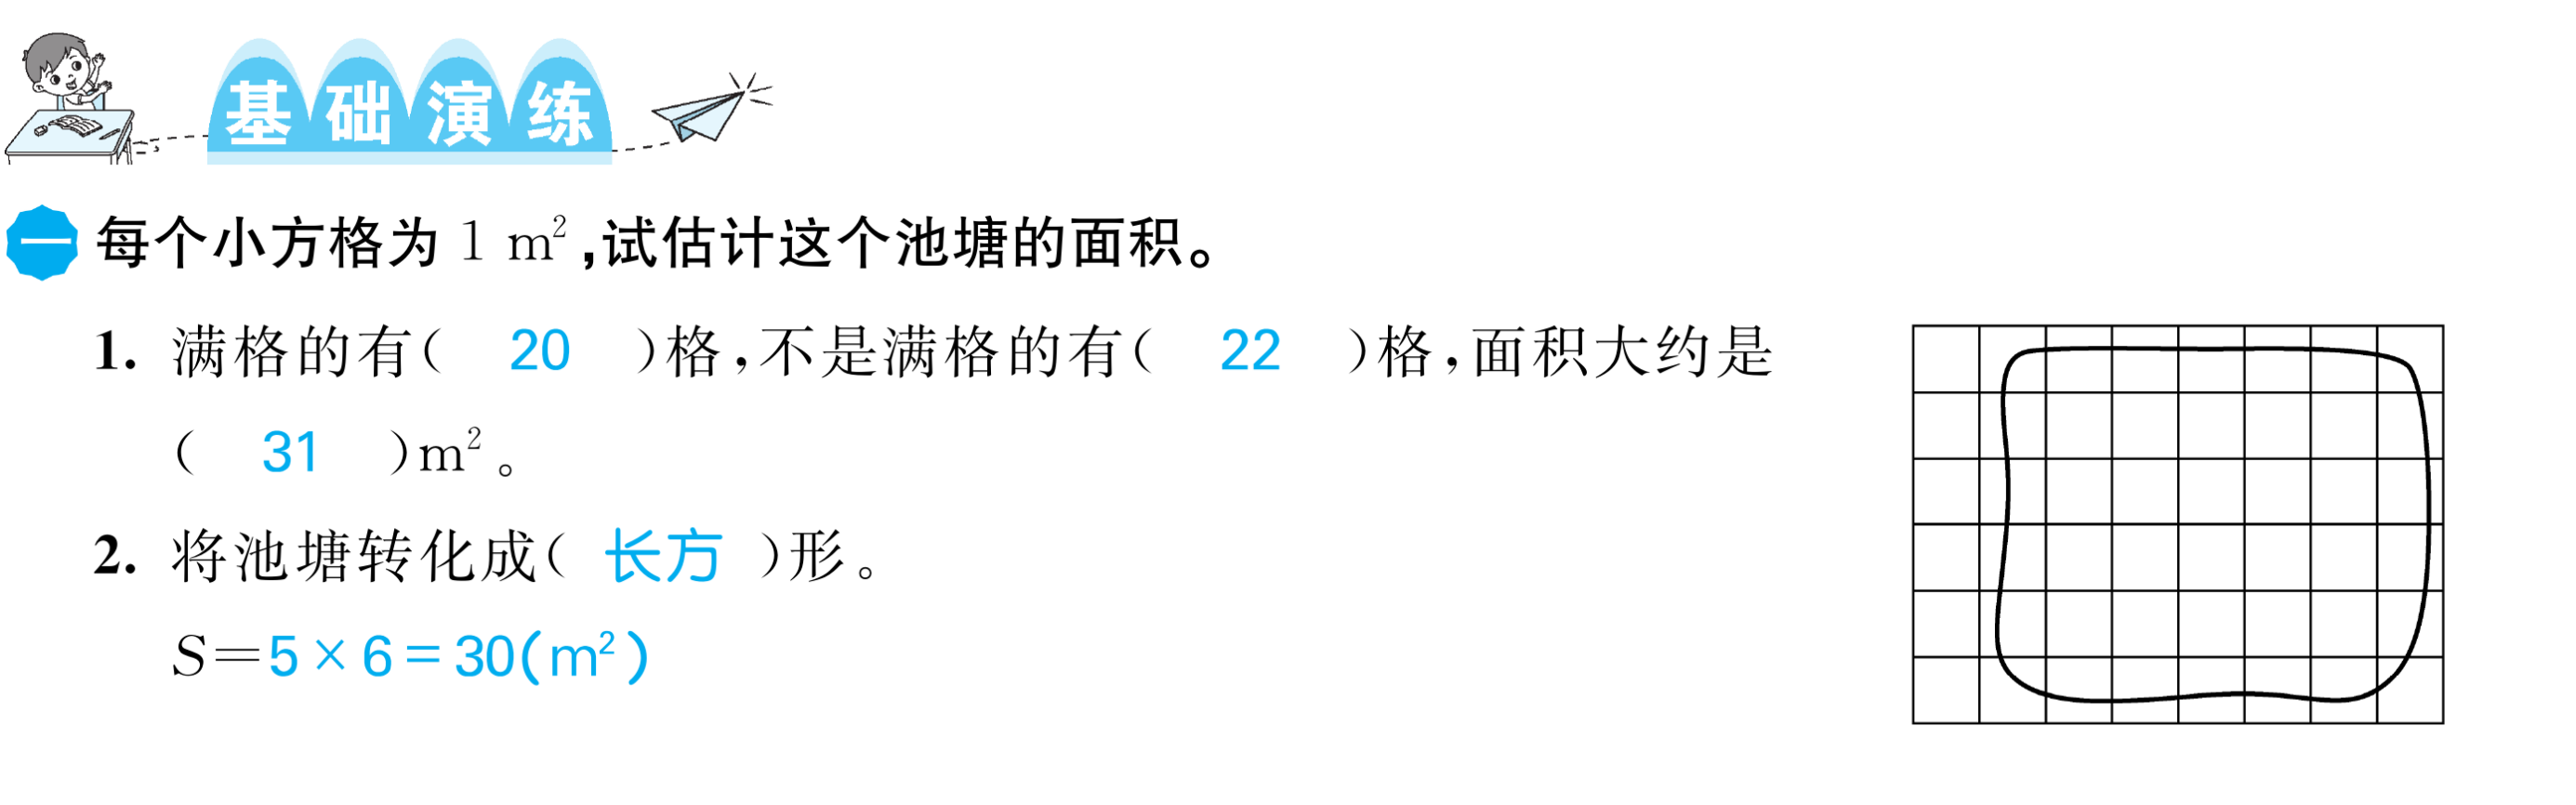 基础演练
一 每个小方格为 1 m²,试估计这个池塘的面积。
1. 满格的有( 20 )格,不是满格的有( 22 )格,面积大约是
( 31 )m²。
2. 将池塘转化成( 长方 )形。
S=5×6=30(m²)